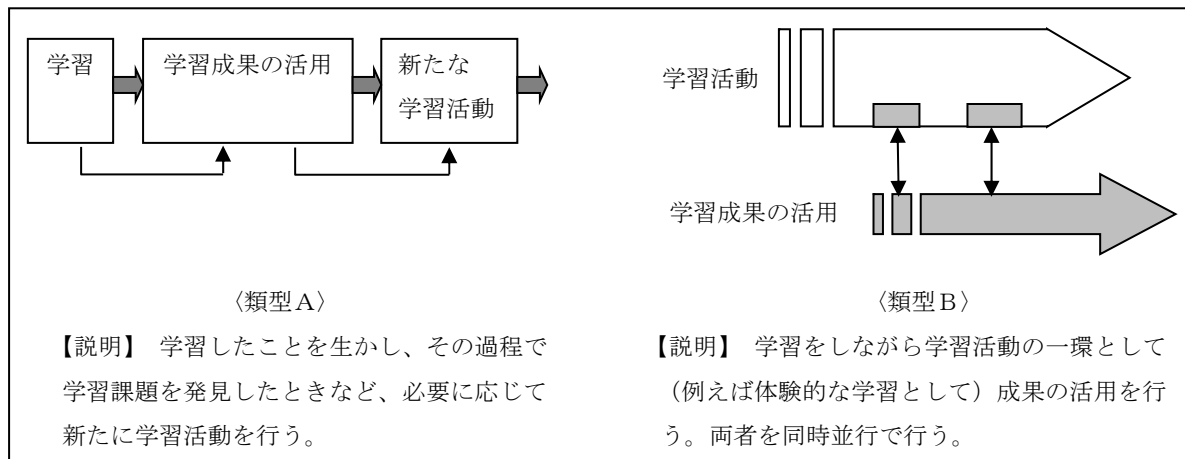 学習
学習成果の活用
新たな
学習活動
〈類型A〉
【説明】 学習したことを生かし、その過程で
学習課題を発見したときなど、必要に応じて
新たに学習活動を行う。
学習活動
学習成果の活用
〈類型B〉
【説明】 学習をしながら学習活動の一環として
（例えば体験的な学習として）成果の活用を行
う。両者を同時並行で行う。